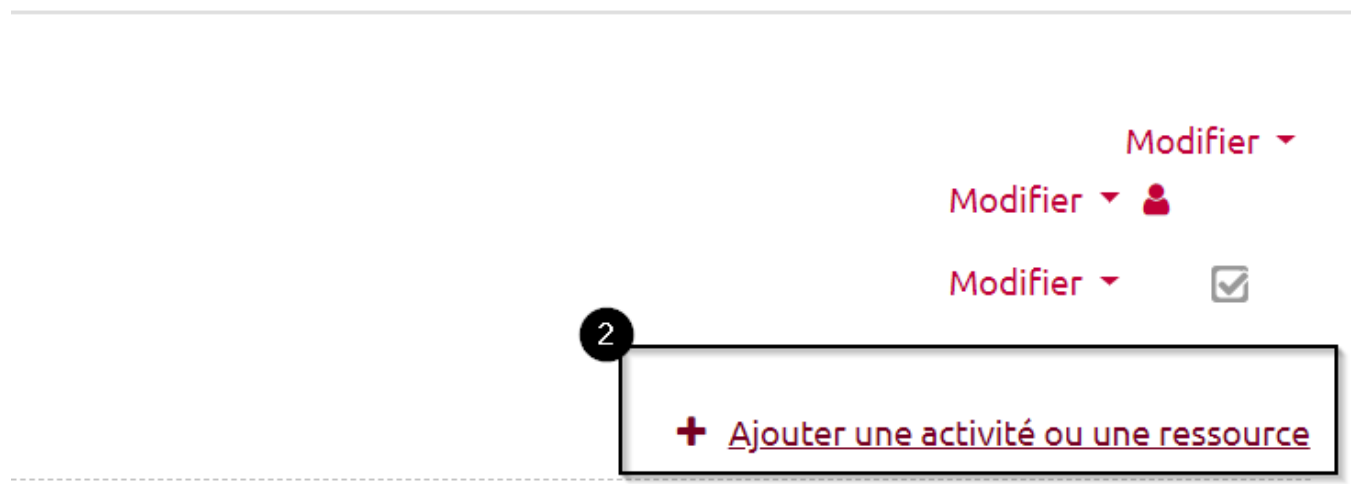 Modifier
Modifier
Modifier
2
Ajouter une activité ou une ressource